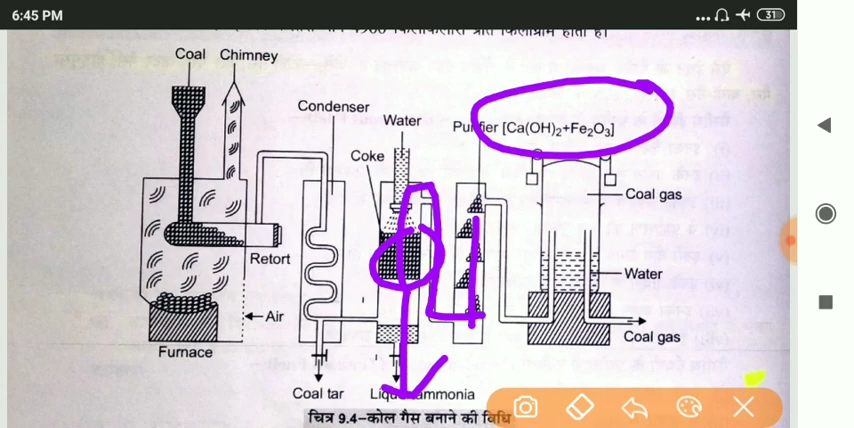 6:45 PM
31
Coal Chimney
Condenser
Water
Purifier [Ca(OH)₂+Fe₂O₃]
Coke
Coal gas
Retort
Water
Air
Coal gas
Furnace
Coal tar
ammonia
चित्र 9.4–कोल गैस बनाने की विधि